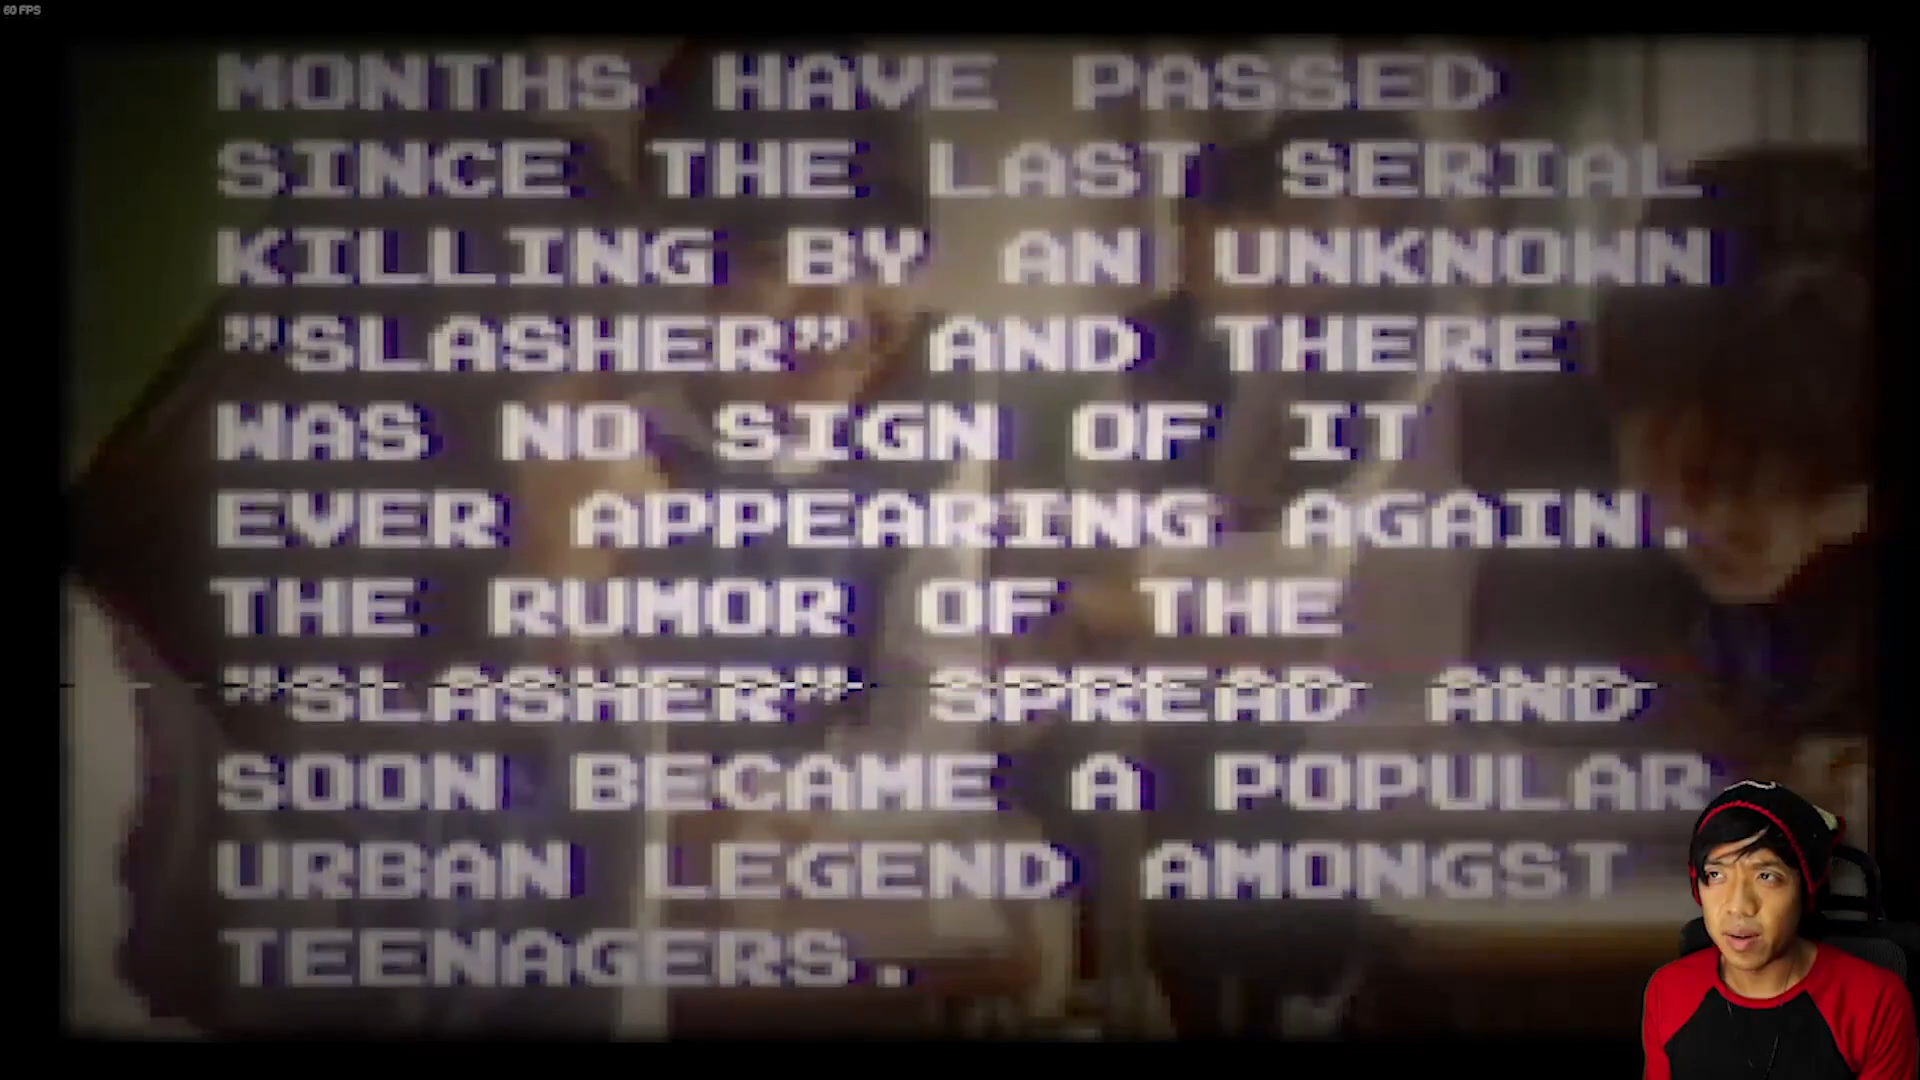 60 FPS
MONTHS HAVE PASSED
SINCE THE LAST SERIAL
KILLING BY AN UNKNOWN
"SLASHER" AND THERE
WAS NO SIGN OF IT
EVER APPEARING AGAIN.
THE RUMOR OF THE
"SLASHER" SPREAD AND
SOON BECAME A POPULAR
URBAN LEGEND AMONGST
TEENAGERS.